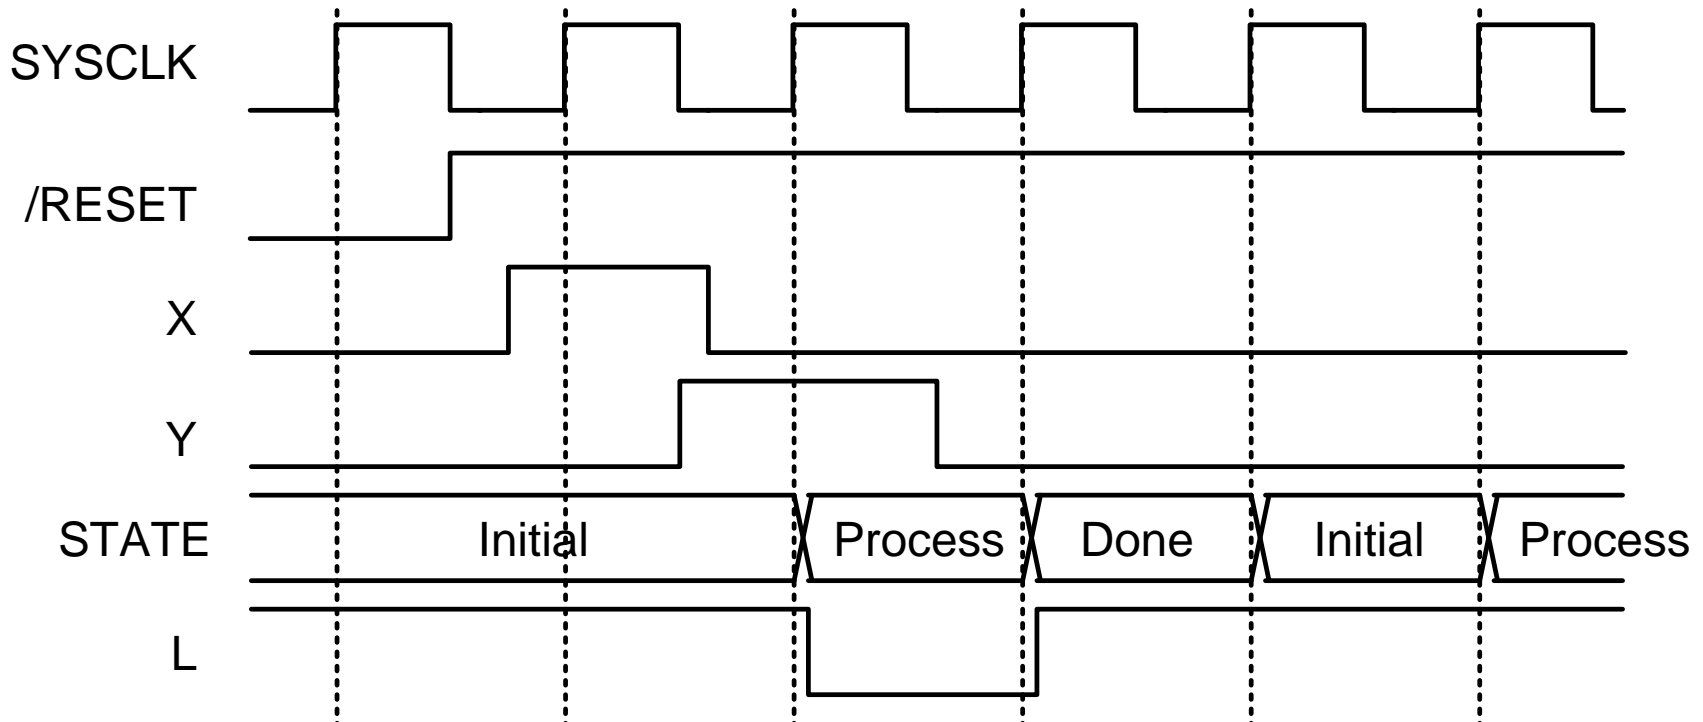 SYSCLK
/RESET
X
Y
STATE Initial Process Done Initial Process
L